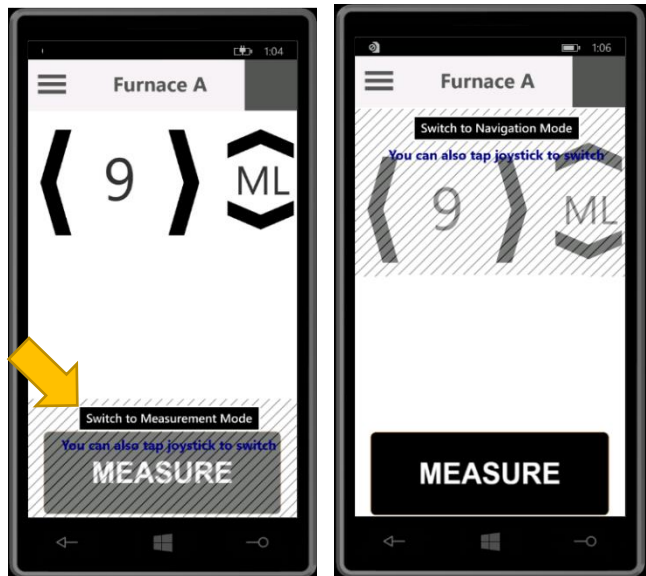 1:04
Furnace A
9
ML
Switch to Measurement Mode
You can also tap joystick to switch
MEASURE
1:06
Furnace A
Switch to Navigation Mode
You can also tap joystick to switch
9
ML
MEASURE